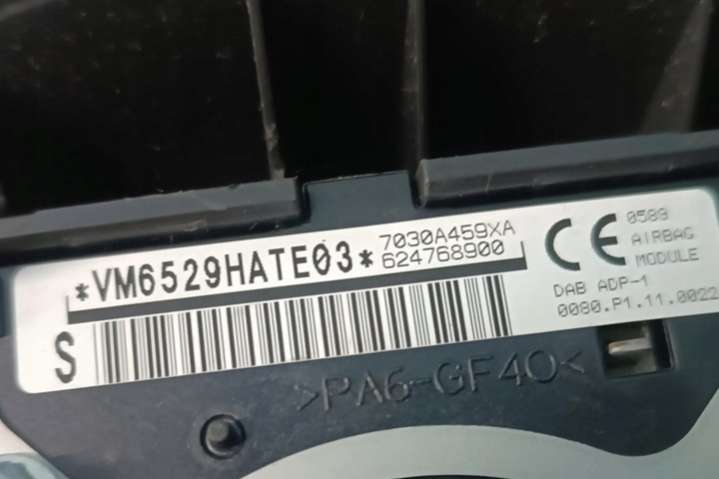 *VM6529HATE03*
7030A459XA
624768900
CE 0589
AIRBAG
MODULE
DAB ADP-1
0080.P1.11.0022
S
>PA6-GF40<